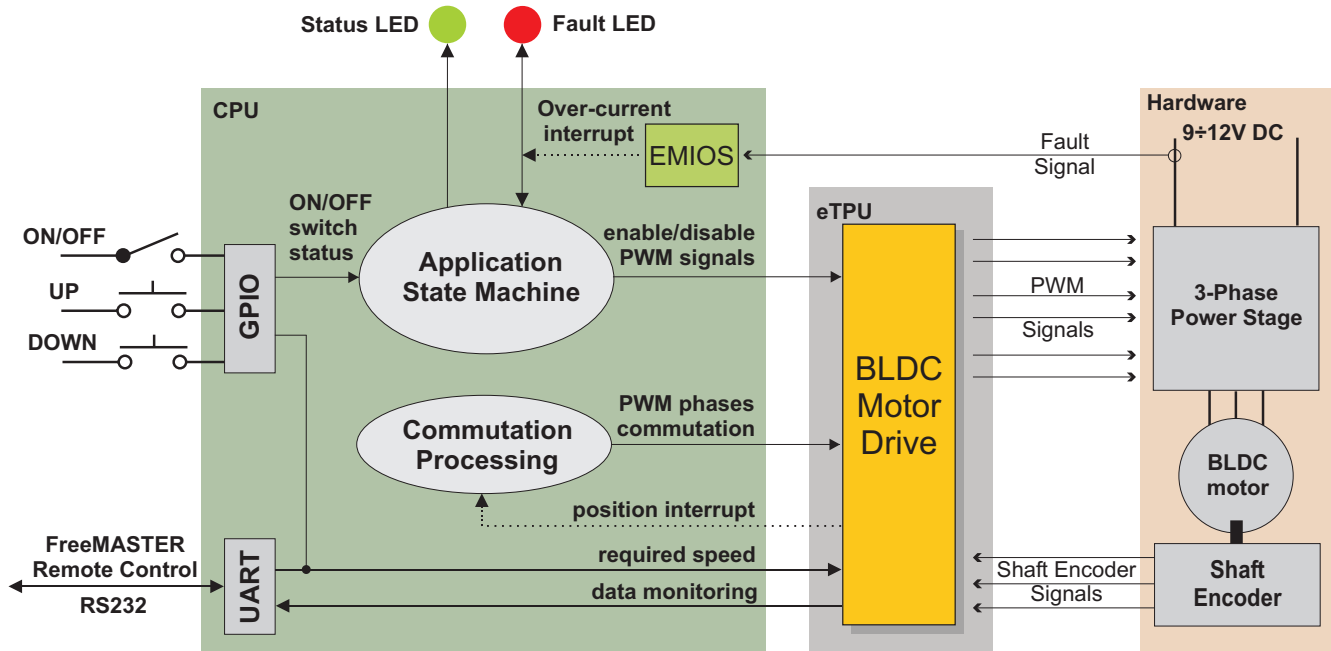 Status LED
Fault LED
CPU
Hardware
9÷12V DC
Over-current
interrupt
EMIOS
Fault
Signal
ON/OFF
switch
status
eTPU
ON/OFF
UP
DOWN
GPIO
Application
State Machine
enable/disable
PWM signals
PWM
Signals
3-Phase
Power Stage
BLDC
Motor
Drive
Commutation
Processing
PWM phases
commutation
BLDC
motor
position interrupt
FreeMASTER
Remote Control
RS232
UART
required speed
data monitoring
Shaft Encoder
Signals
Shaft
Encoder